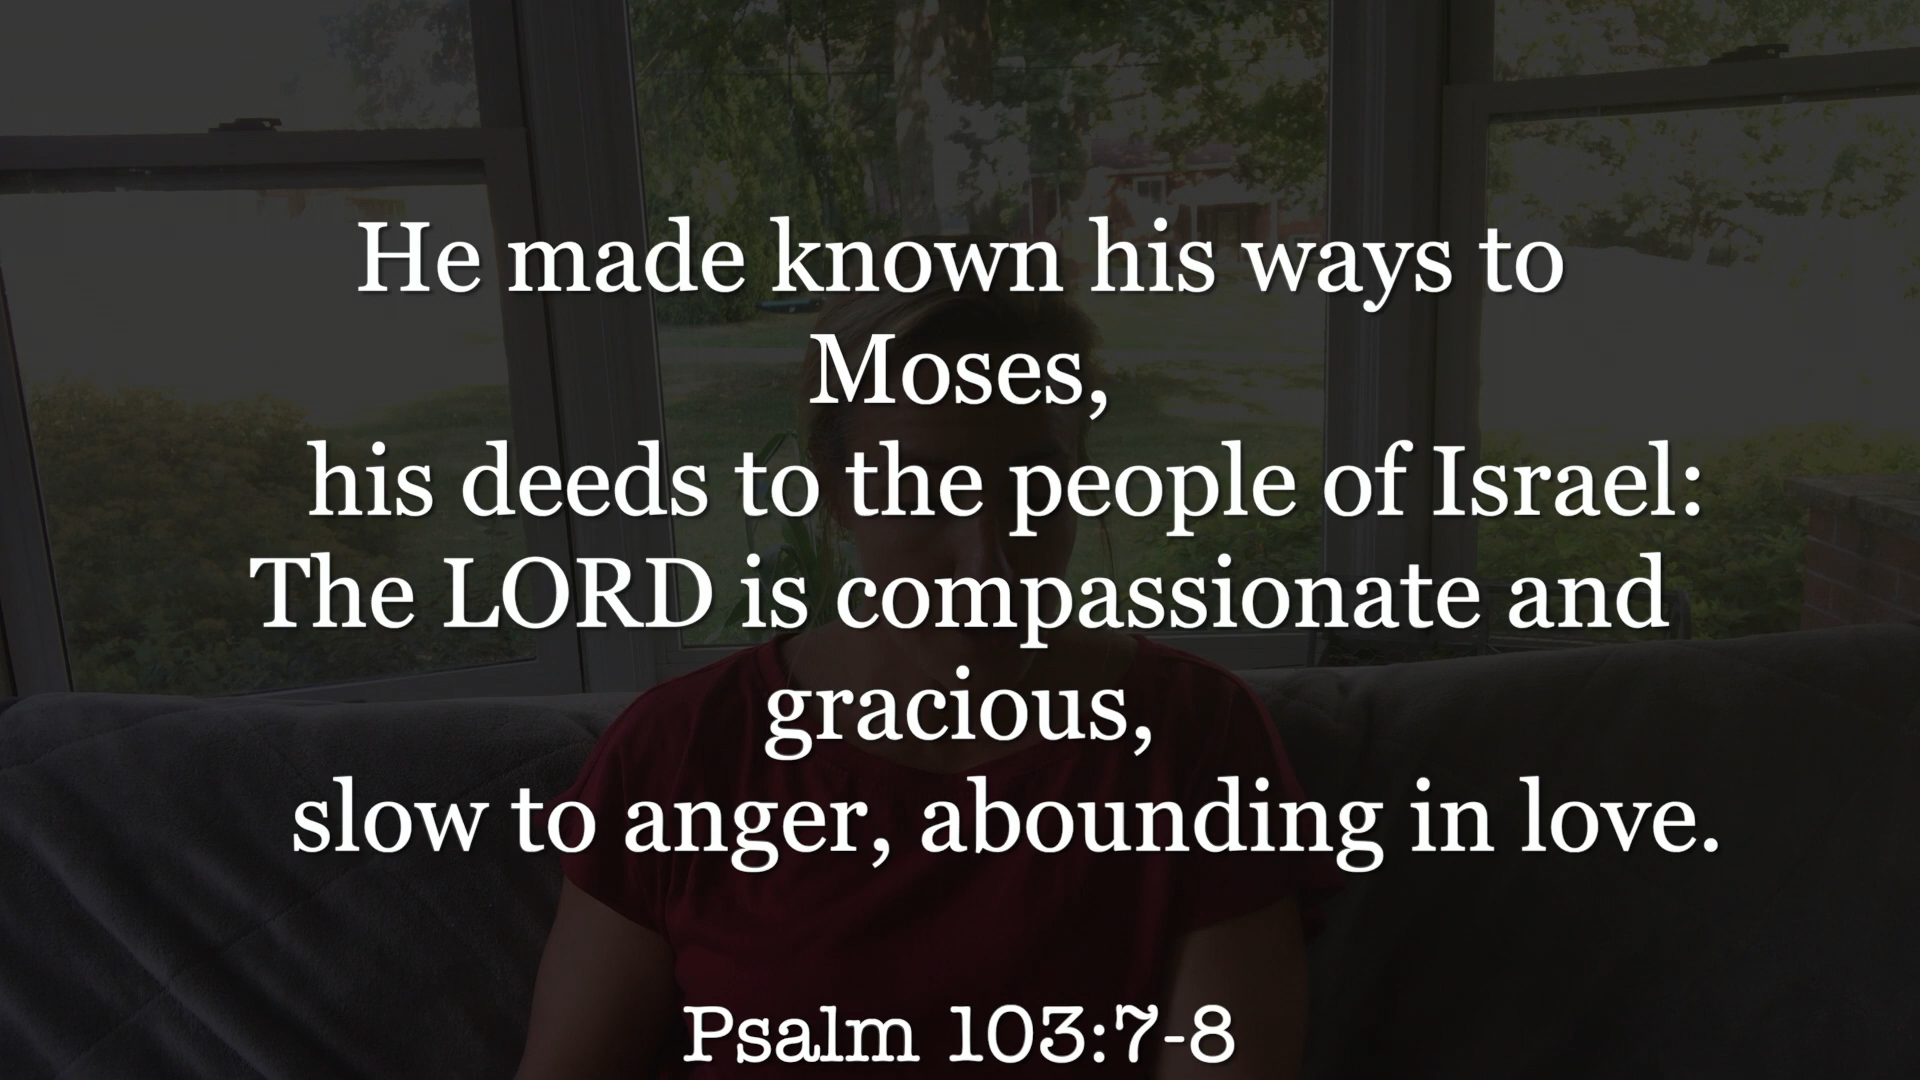 He made known his ways to
Moses,
his deeds to the people of Israel:
The LORD is compassionate and
gracious,
slow to anger, abounding in love.
Psalm 103:7-8